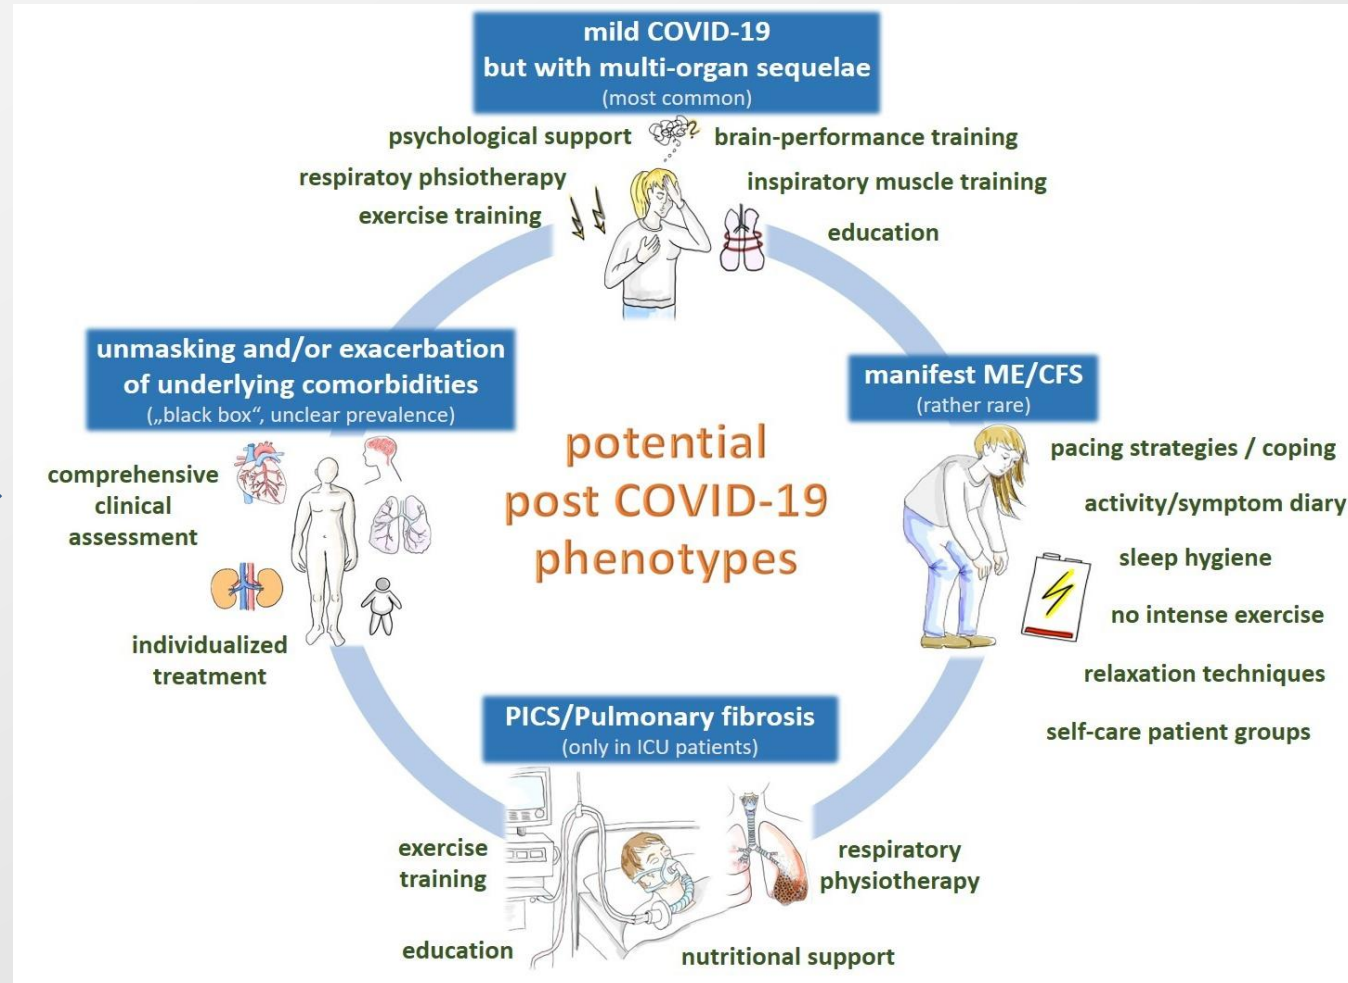 mild COVID-19
but with multi-organ sequelae
(most common)
psychological support
brain-performance training
respiratoy phsiotherapy
inspiratory muscle training
exercise training
education
unmasking and/or exacerbation
of underlying comorbidities
(„black box“, unclear prevalence)
comprehensive
clinical
assessment
individualized
treatment
potential
post COVID-19
phenotypes
manifest ME/CFS
(rather rare)
pacing strategies / coping
activity/symptom diary
sleep hygiene
no intense exercise
relaxation techniques
self-care patient groups
PICS/Pulmonary fibrosis
(only in ICU patients)
exercise
training
respiratory
physiotherapy
education
nutritional support